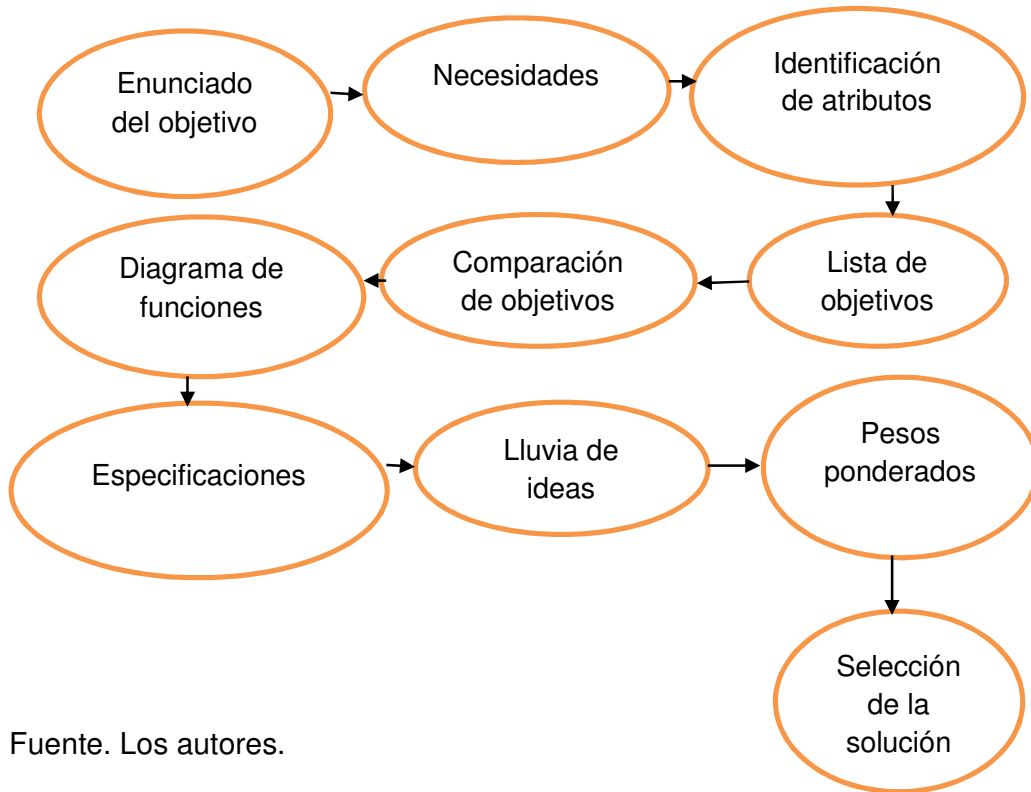 Enunciado
del objetivo
Necesidades
Identificación
de atributos
Lista de
objetivos
Comparación
de objetivos
Diagrama de
funciones
Especificaciones
Lluvia de
ideas
Pesos
ponderados
Selección
de la
solución
Fuente. Los autores.